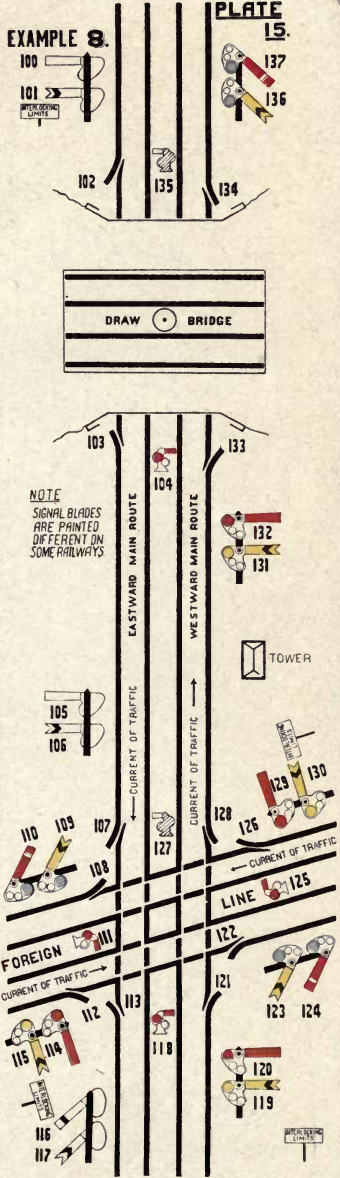 EXAMPLE 8.
PLATE
15.
100
101
INTERLOCKING
LIMITS
137
136
102
135
134
DRAW BRIDGE
103
104
133
NOTE
SIGNAL BLADES
ARE PAINTED
DIFFERENT ON
SOME RAILWAYS
EASTWARD MAIN ROUTE
WESTWARD MAIN ROUTE
132
131
TOWER
105
106
CURRENT OF TRAFFIC
CURRENT OF TRAFFIC
INTERLOCKING
LIMITS
129
130
110
109
107
108
127
128
126
CURRENT OF TRAFFIC
FOREIGN
111
LINE
125
122
CURRENT OF TRAFFIC
112
113
121
123
124
115
114
118
120
119
INTERLOCKING
LIMITS
116
117
INTERLOCKING
LIMITS